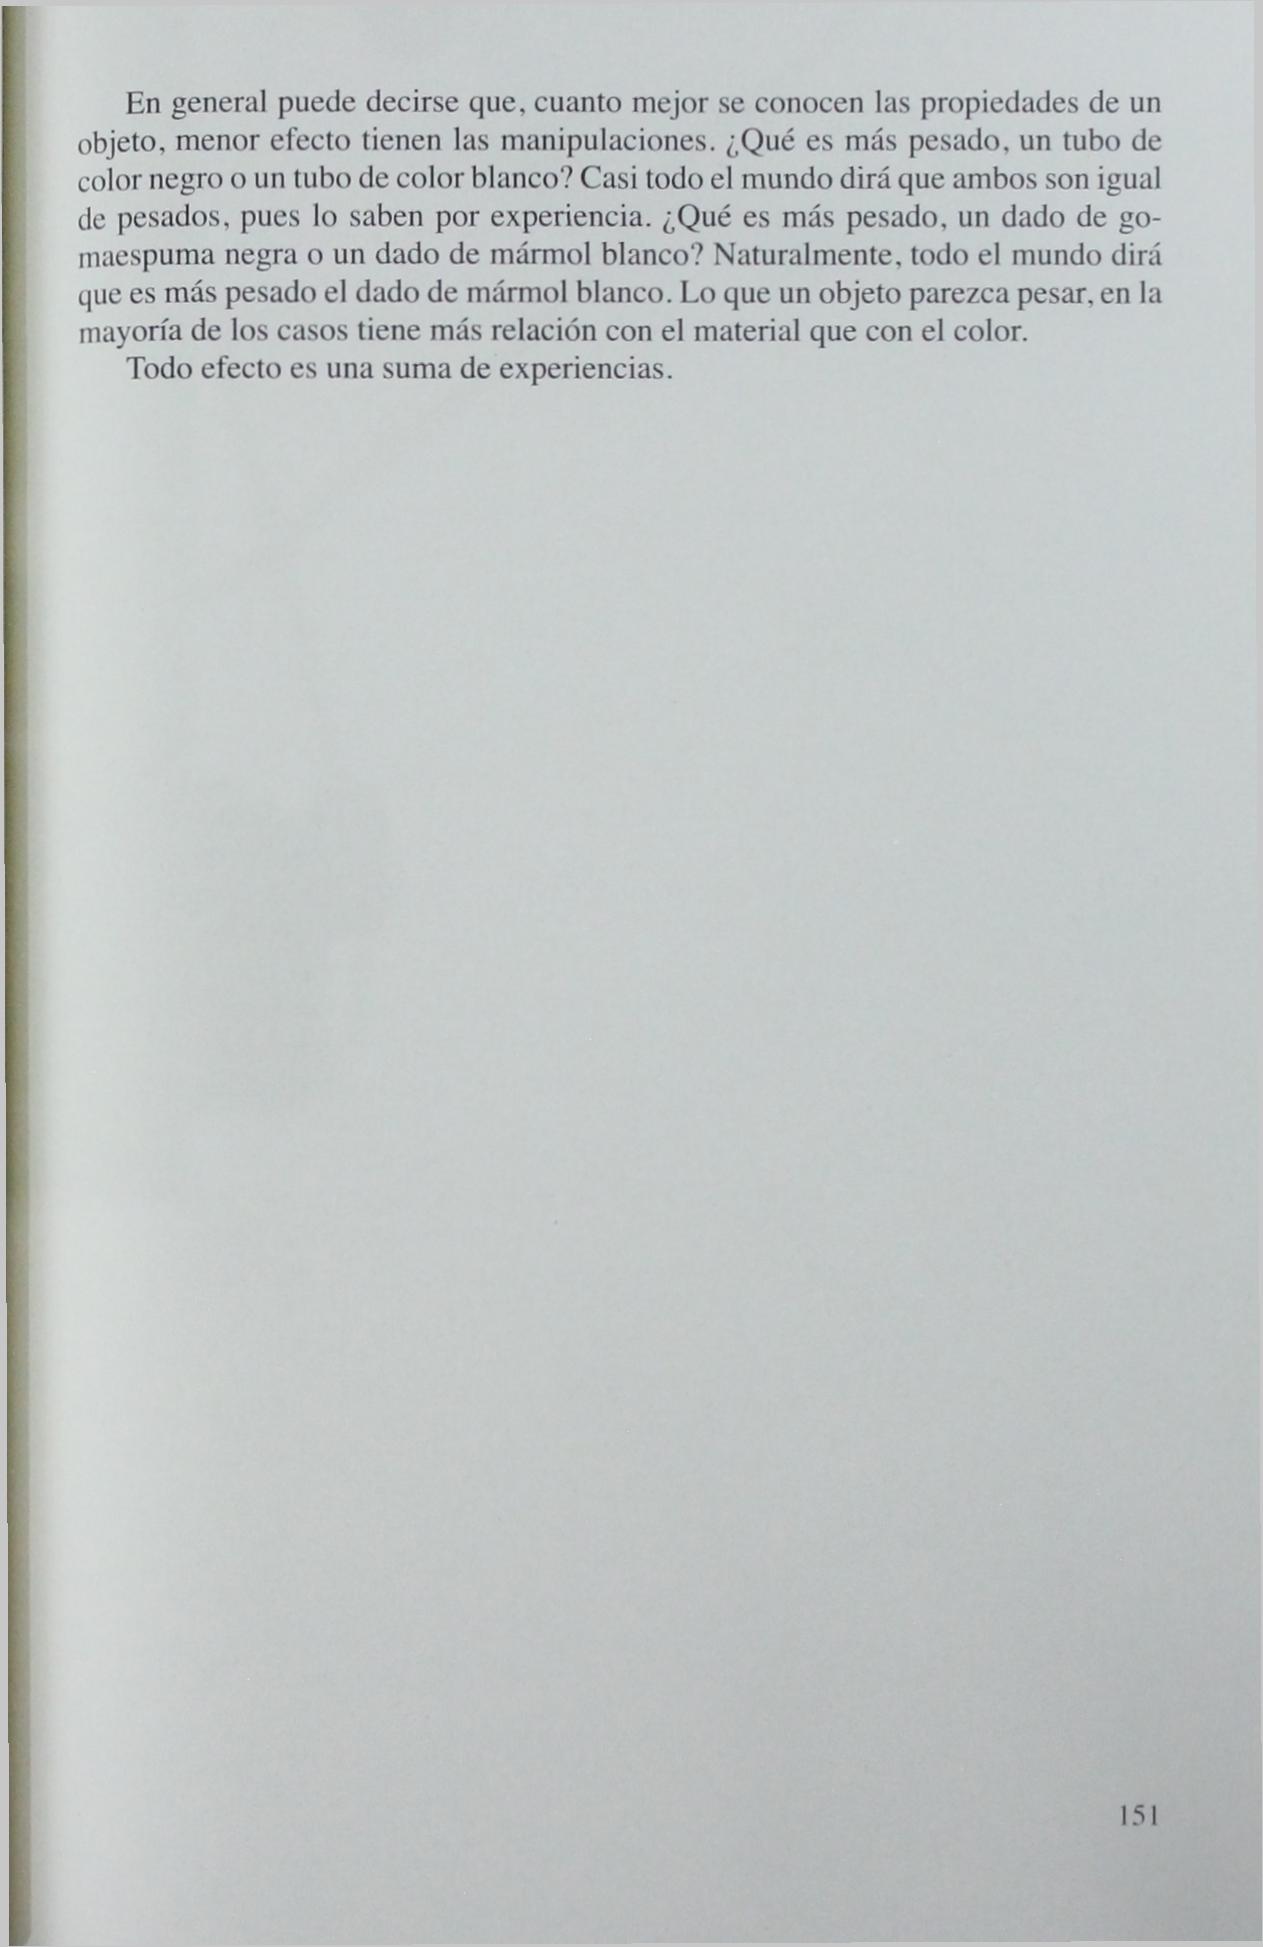 En general puede decirse que, cuanto mejor se conocen las propiedades de un
objeto, menor efecto tienen las manipulaciones. ¿Qué es más pesado, un tubo de
color negro o un tubo de color blanco? Casi todo el mundo dirá que ambos son igual
de pesados, pues lo saben por experiencia. ¿Qué es más pesado, un dado de go-
maespuma negra o un dado de mármol blanco? Naturalmente, todo el mundo dirá
que es más pesado el dado de mármol blanco. Lo que un objeto parezca pesar, en la
mayoría de los casos tiene más relación con el material que con el color.
Todo efecto es una suma de experiencias.
151